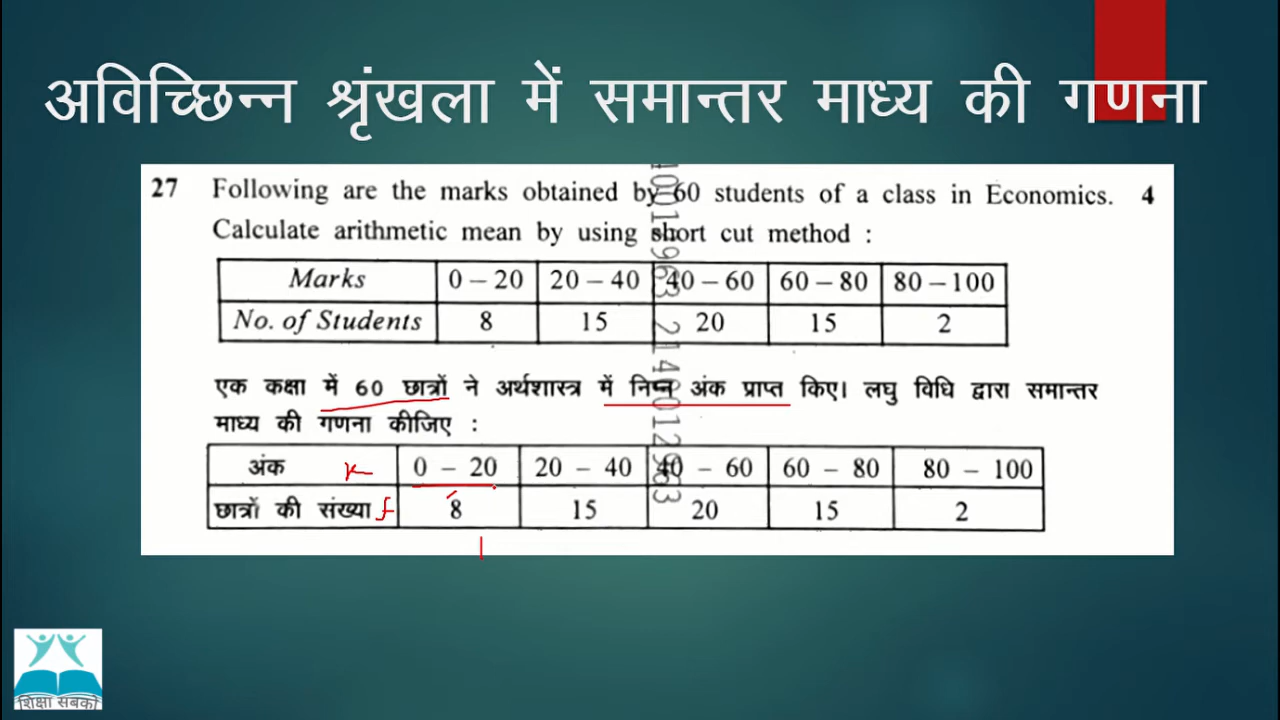 अविच्छिन्न श्रृंखला में समान्तर माध्य की गणना
27 Following are the marks obtained by 60 students of a class in Economics. 4
Calculate arithmetic mean by using short cut method :
Marks 0 – 20 20 – 40 40 – 60 60 – 80 80 – 100
No. of Students 8 15 20 15 2
एक कक्षा में 60 छात्रों ने अर्थशास्त्र में निम्न अंक प्राप्त किए। लघु विधि द्वारा समान्तर
माध्य की गणना कीजिए :
अंक x 0 – 20 20 – 40 40 – 60 60 – 80 80 – 100
छात्रों की संख्या f 8 15 20 15 2
शिक्षा सबको